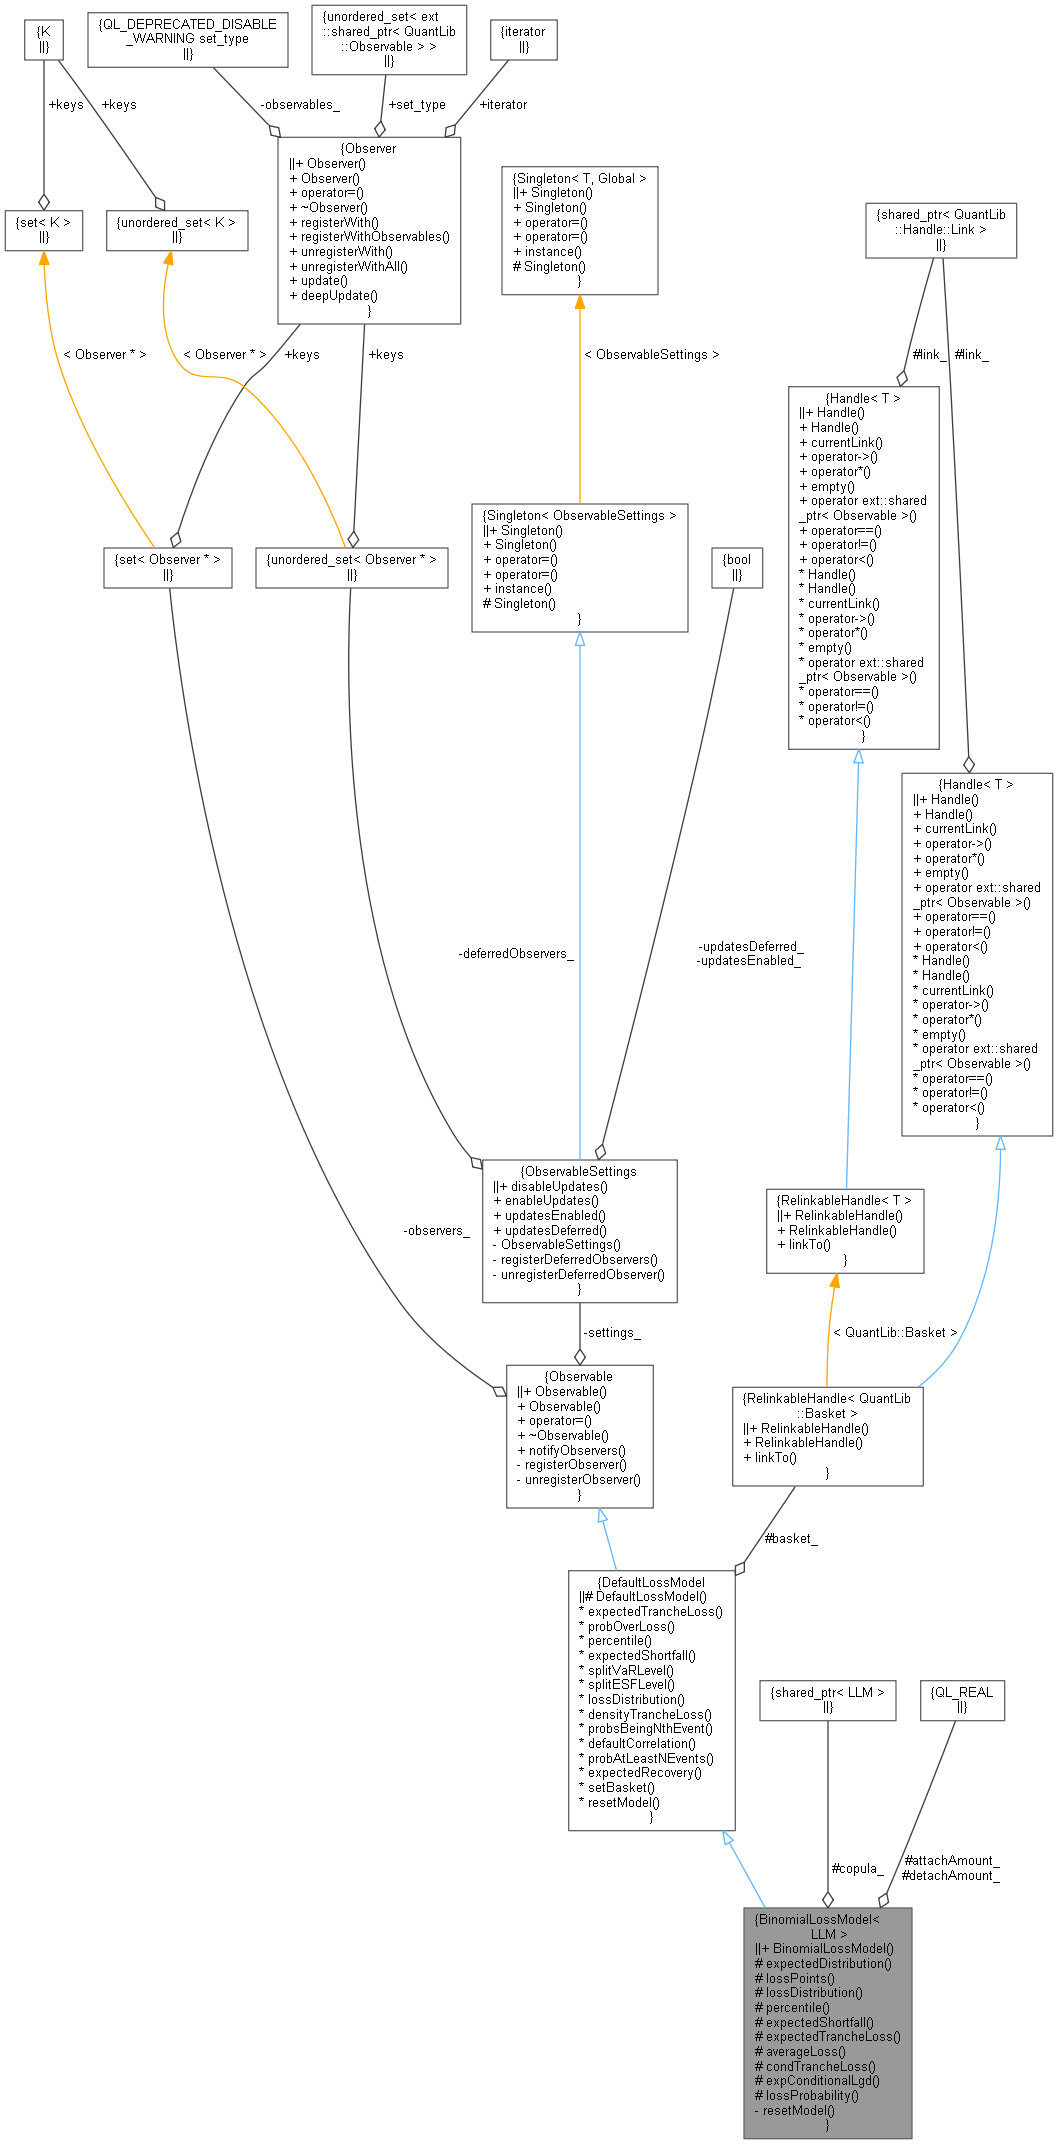 {K
||}
{QL_DEPRECATED_DISABLE
_WARNING set_type
||}
{unordered_set< ext
::shared_ptr< QuantLib
::Observable > >
||}
{iterator
||}
+keys
+keys
-observables_
+set_type
+iterator
{Observer
||+ Observer()
+ Observer()
+ operator=()
+ ~Observer()
+ registerWith()
+ registerWithObservables()
+ unregisterWith()
+ unregisterWithAll()
+ update()
+ deepUpdate()
}
{Singleton< T, Global >
||+ Singleton()
+ Singleton()
+ operator=()
+ operator=()
+ instance()
# Singleton()
}
{set< K >
||}
{unordered_set< K >
||}
{shared_ptr< QuantLib
::Handle::Link >
||}
< Observer * >
< Observer * >
+keys
+keys
< ObservableSettings >
#link_
#link_
{Handle< T >
||+ Handle()
+ Handle()
+ currentLink()
+ operator->()
+ operator*()
+ empty()
+ operator ext::shared
_ptr< Observable >()
+ operator==()
+ operator!=()
+ operator<()
* Handle()
* Handle()
* currentLink()
* operator->()
* operator*()
* empty()
* operator ext::shared
_ptr< Observable >()
* operator==()
* operator!=()
* operator<()
}
{Singleton< ObservableSettings >
||+ Singleton()
+ Singleton()
+ operator=()
+ operator=()
+ instance()
# Singleton()
}
{set< Observer * >
||}
{unordered_set< Observer * >
||}
{bool
||}
{Handle< T >
||+ Handle()
+ Handle()
+ currentLink()
+ operator->()
+ operator*()
+ empty()
+ operator ext::shared
_ptr< Observable >()
+ operator==()
+ operator!=()
+ operator<()
* Handle()
* Handle()
* currentLink()
* operator->()
* operator*()
* empty()
* operator ext::shared
_ptr< Observable >()
* operator==()
* operator!=()
* operator<()
}
-deferredObservers_
-updatesDeferred_
-updatesEnabled_
{ObservableSettings
||+ disableUpdates()
+ enableUpdates()
+ updatesEnabled()
+ updatesDeferred()
- ObservableSettings()
- registerDeferredObservers()
- unregisterDeferredObserver()
}
{RelinkableHandle< T >
||+ RelinkableHandle()
+ RelinkableHandle()
+ linkTo()
}
-observers_
-settings_
< QuantLib::Basket >
{Observable
||+ Observable()
+ Observable()
+ operator=()
+ ~Observable()
+ notifyObservers()
- registerObserver()
- unregisterObserver()
}
{RelinkableHandle< QuantLib
::Basket >
||+ RelinkableHandle()
+ RelinkableHandle()
+ linkTo()
}
#basket_
{DefaultLossModel
||# DefaultLossModel()
* expectedTrancheLoss()
* probOverLoss()
* percentile()
* expectedShortfall()
* splitVaRLevel()
* splitESFLevel()
* lossDistribution()
* densityTrancheLoss()
* probsBeingNthEvent()
* defaultCorrelation()
* probAtLeastNEvents()
* expectedRecovery()
* setBasket()
* resetModel()
}
{shared_ptr< LLM >
||}
{QL_REAL
||}
#copula_
#attachAmount_
#detachAmount_
{BinomialLossModel<
LLM >
||+ BinomialLossModel()
# expectedDistribution()
# lossPoints()
# lossDistribution()
# percentile()
# expectedShortfall()
# expectedTrancheLoss()
# averageLoss()
# condTrancheLoss()
# expConditionalLgd()
# lossProbability()
- resetModel()
}